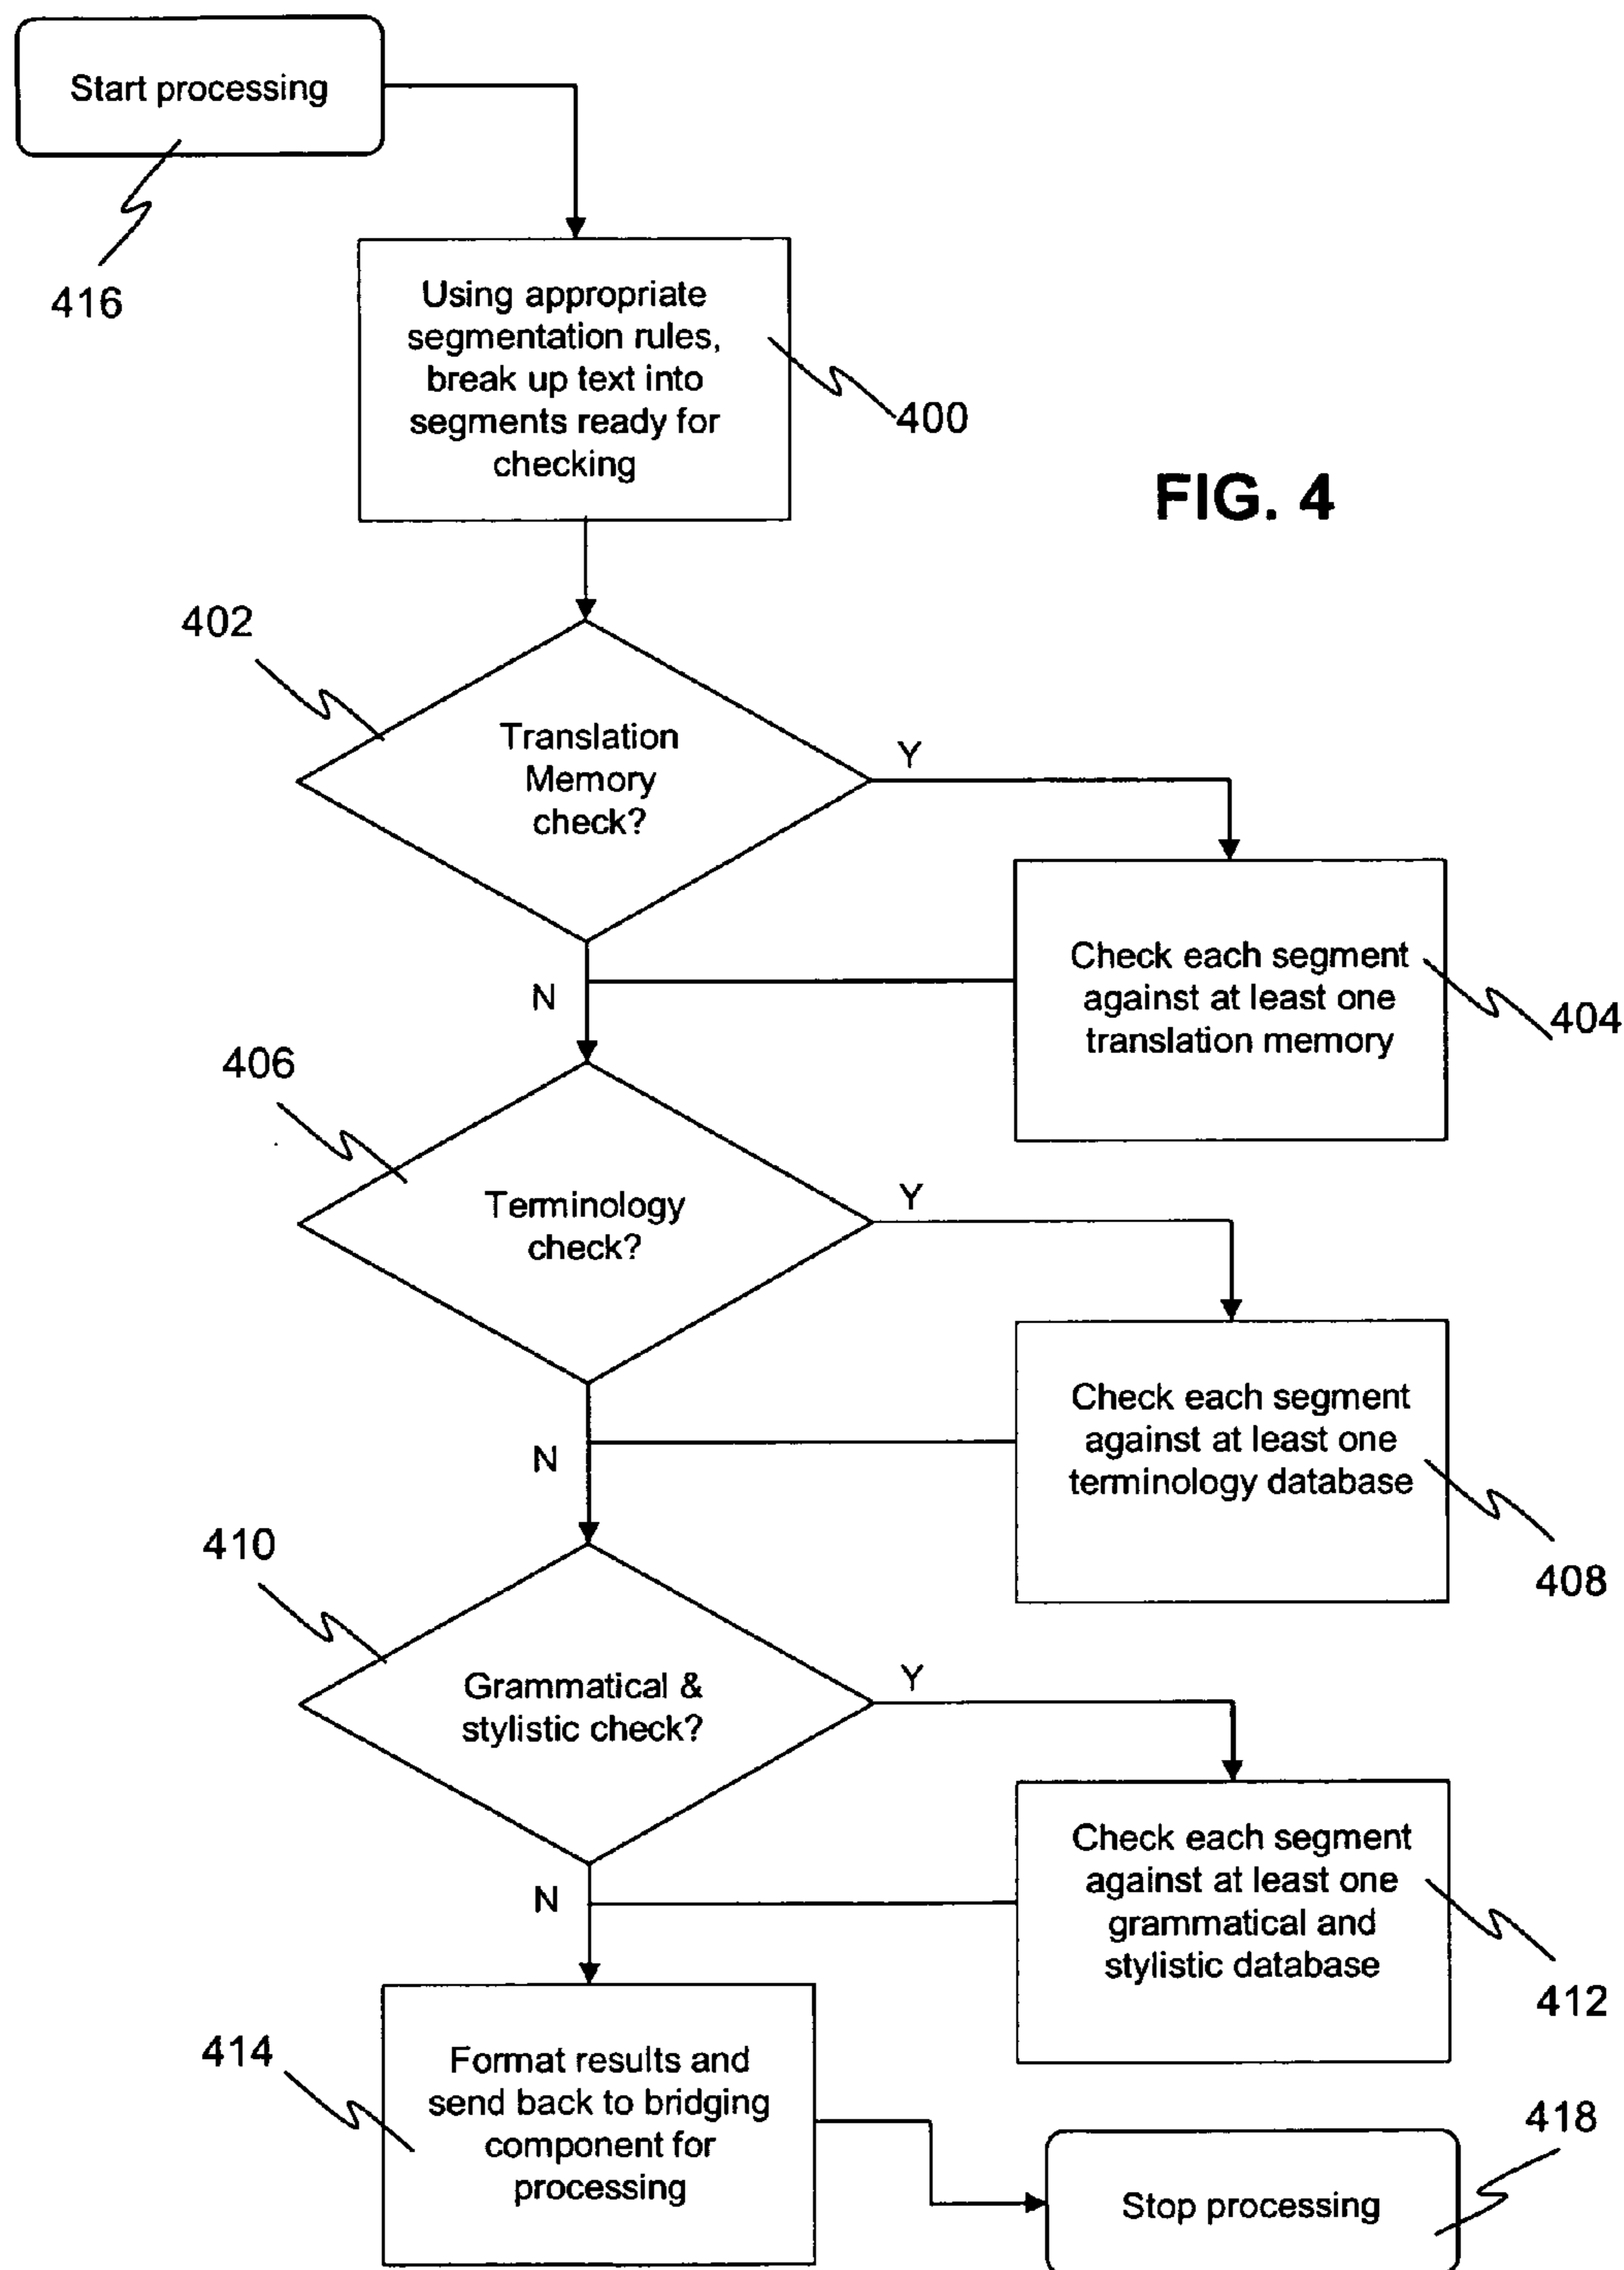 Start processing
416
Using appropriate
segmentation rules,
break up text into
segments ready for
checking
400
FIG. 4
402
Translation
Memory
check?
Y
N
Check each segment
against at least one
translation memory
404
406
Terminology
check?
Y
N
Check each segment
against at least one
terminology database
408
410
Grammatical &
stylistic check?
Y
N
Check each segment
against at least one
grammatical and
stylistic database
412
414
Format results and
send back to bridging
component for
processing
418
Stop processing